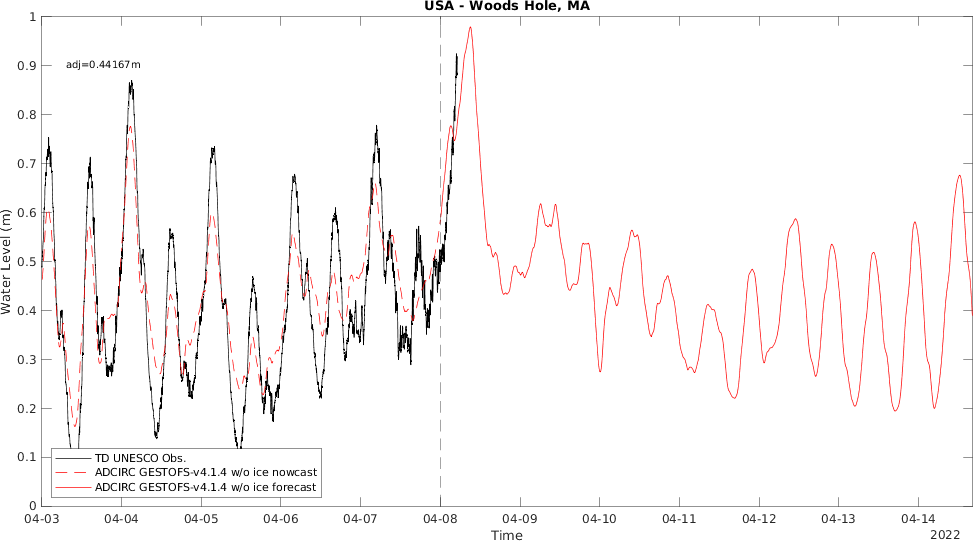 USA - Woods Hole, MA
1
0.9
0.8
0.7
0.6
0.5
0.4
0.3
0.2
0.1
0
Water Level (m)
adj=0.44167m
TD UNESCO Obs.
ADCIRC GESTOFS-v4.1.4 w/o ice nowcast
ADCIRC GESTOFS-v4.1.4 w/o ice forecast
04-03 04-04 04-05 04-06 04-07 04-08 04-09 04-10 04-11 04-12 04-13 04-14
Time
2022